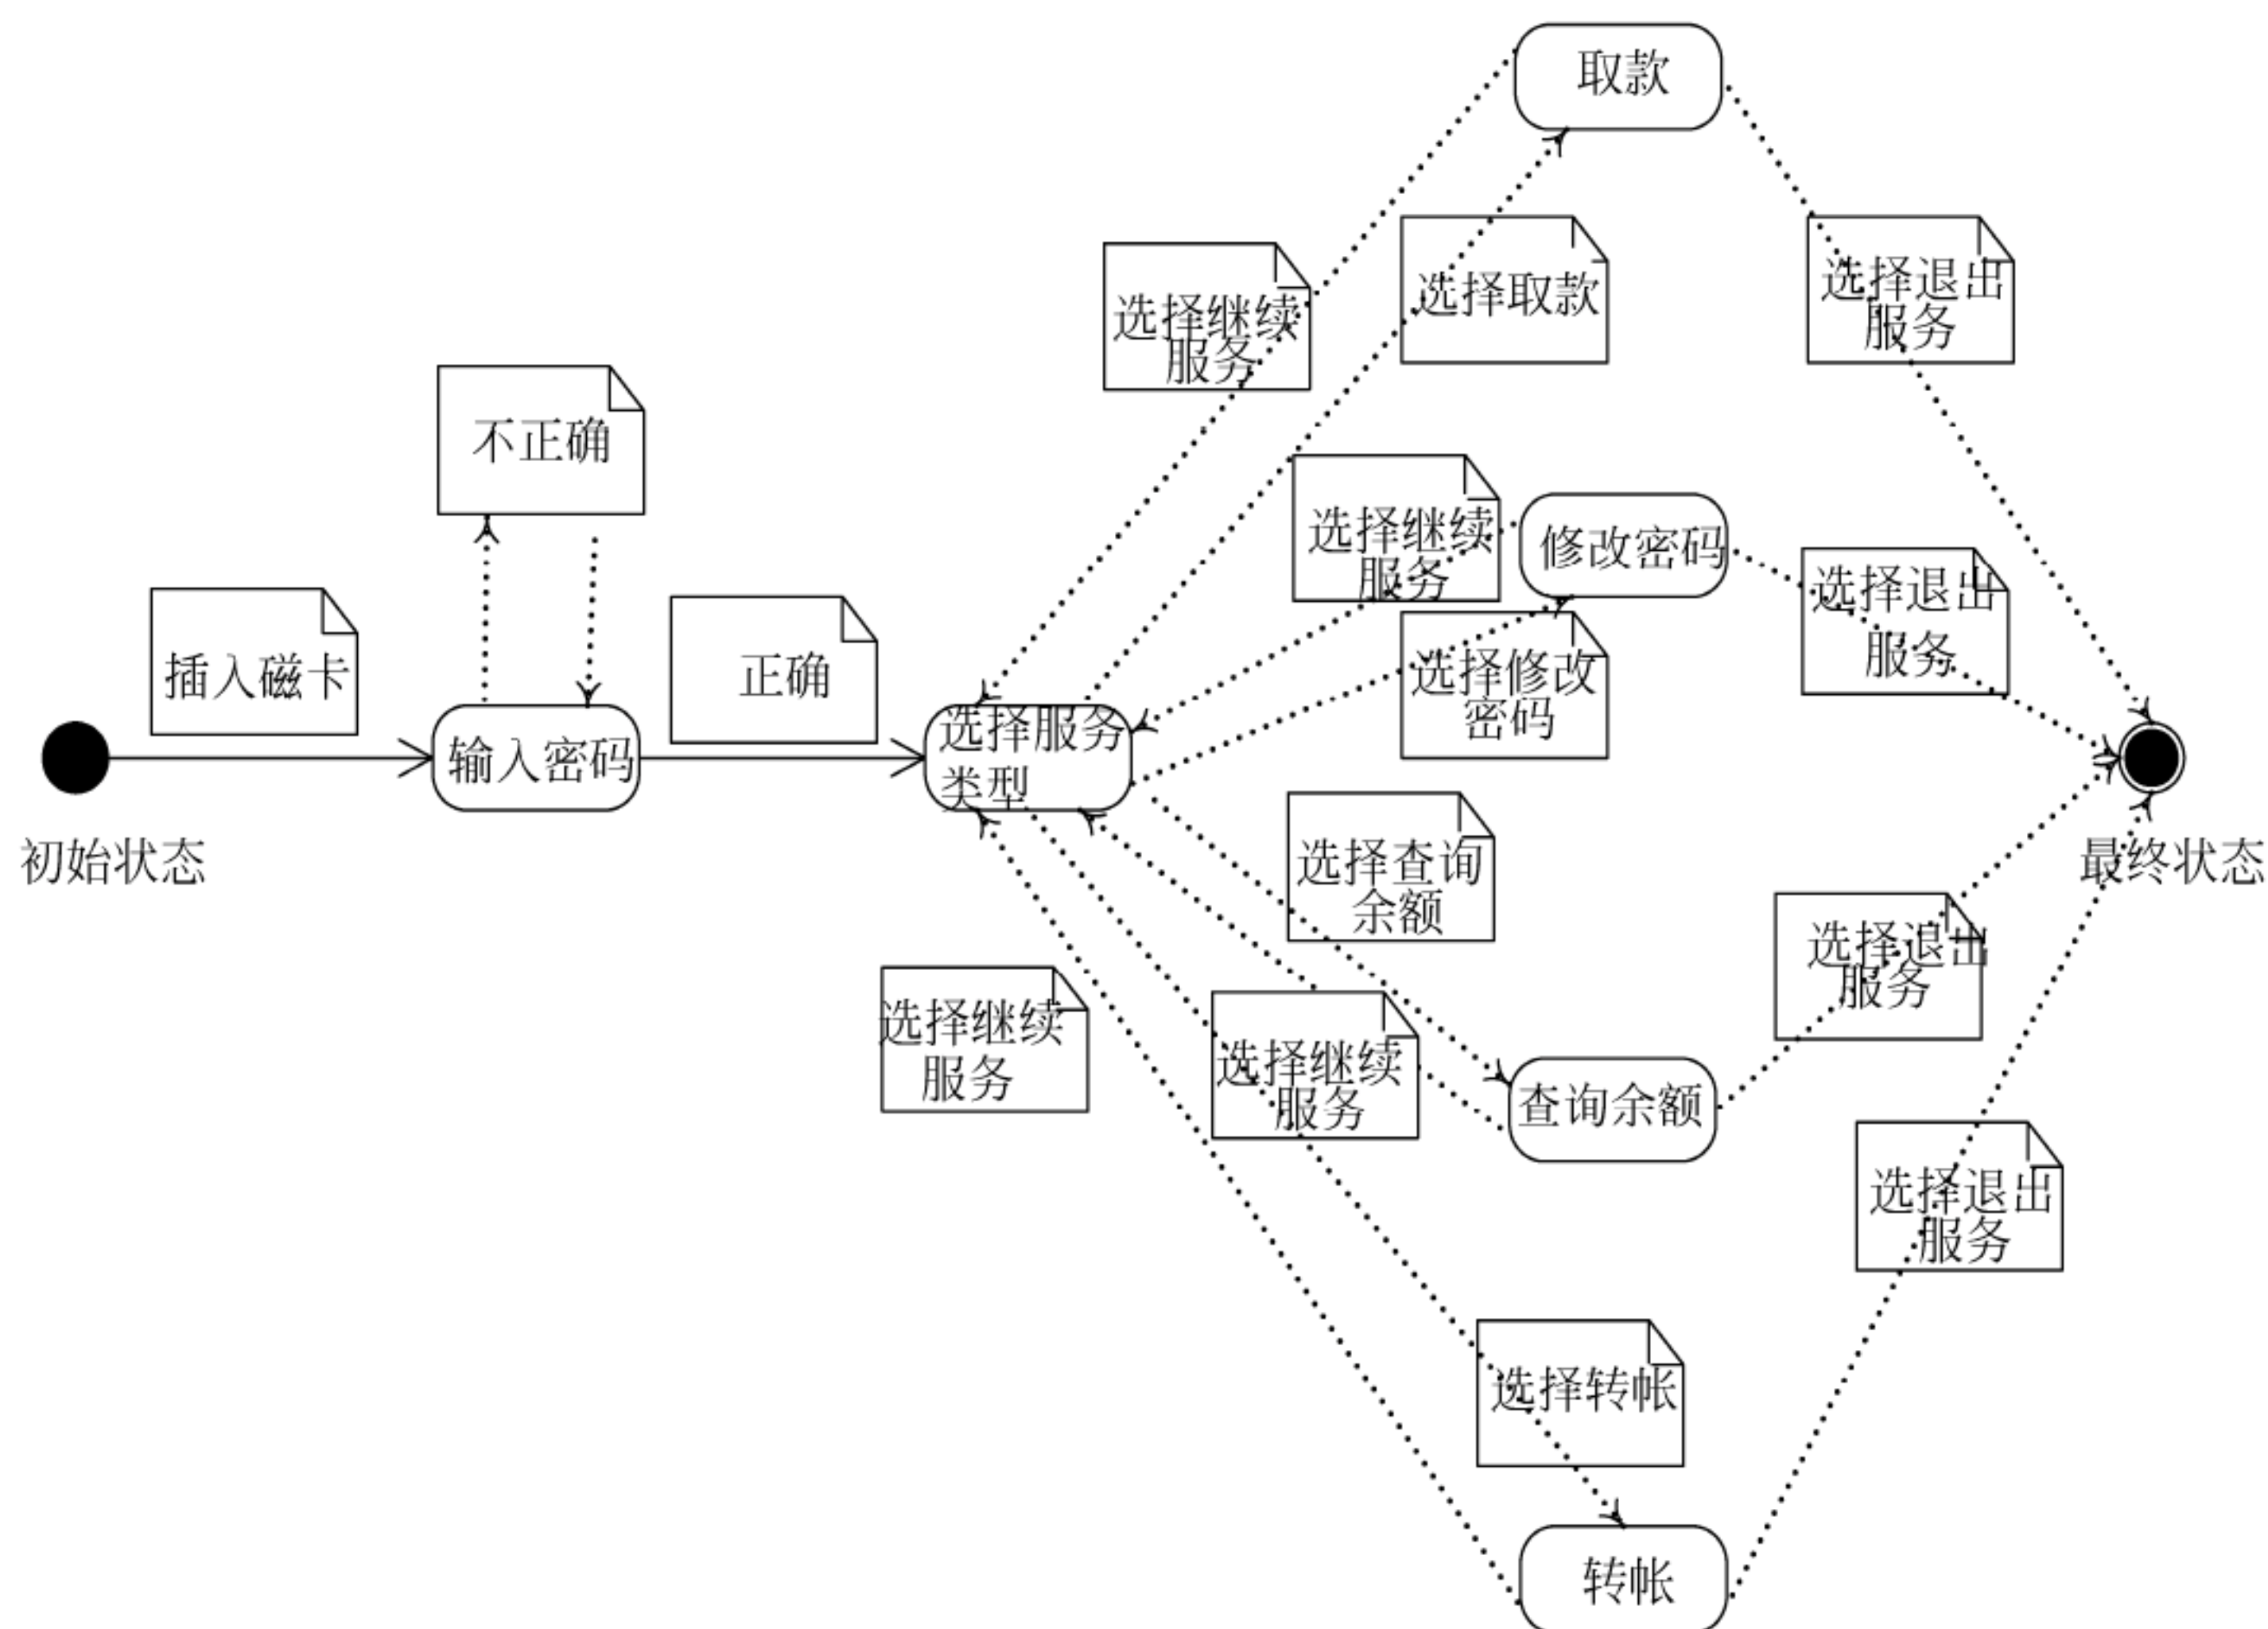 取款
选择继续
服务
选择取款
选择退出
服务
不正确
选择继续
服务
修改密码
选择退出
服务
插入磁卡
正确
选择修改
密码
输入密码
选择服务
类型
初始状态
最终状态
选择查询
余额
选择退出
服务
选择继续
服务
选择继续
服务
查询余额
选择退出
服务
选择转帐
转帐